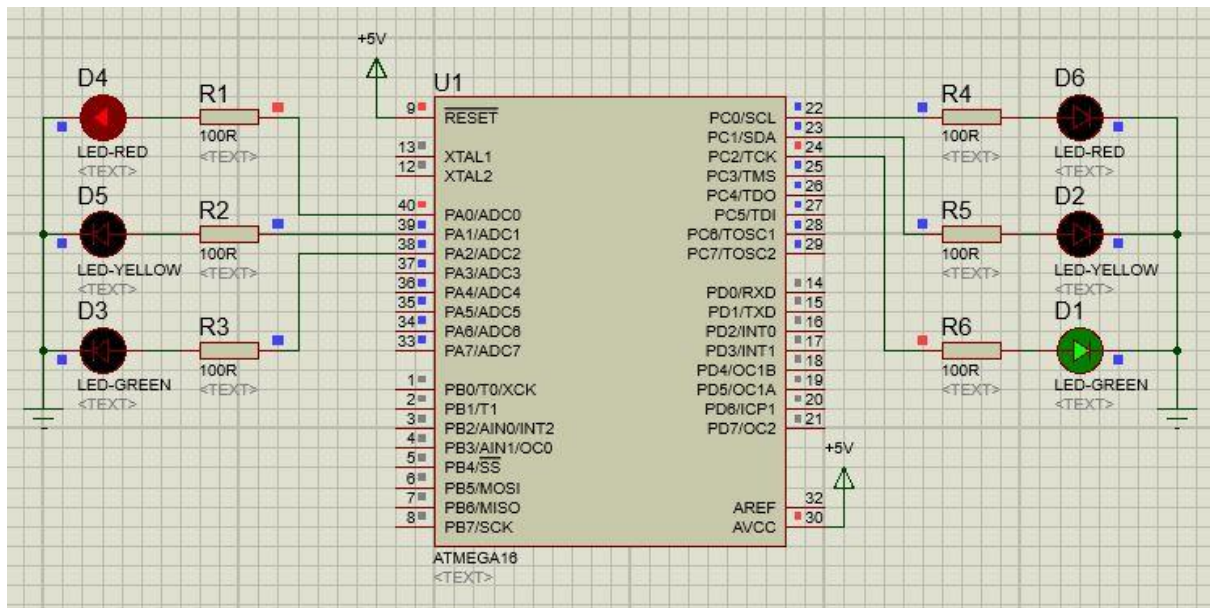 +5V
D4
R1
100R
LED-RED
<TEXT>
<TEXT>
D5
R2
100R
LED-YELLOW
<TEXT>
<TEXT>
D3
R3
100R
LED-GREEN
<TEXT>
<TEXT>
U1
9 RESET
13 XTAL1
12 XTAL2
40 PA0/ADC0
39 PA1/ADC1
38 PA2/ADC2
37 PA3/ADC3
36 PA4/ADC4
35 PA5/ADC5
34 PA6/ADC6
33 PA7/ADC7
1 PB0/T0/XCK
2 PB1/T1
3 PB2/AIN0/INT2
4 PB3/AIN1/OC0
5 PB4/SS
6 PB5/MOSI
7 PB6/MISO
8 PB7/SCK
PC0/SCL 22
PC1/SDA 23
PC2/TCK 24
PC3/TMS 25
PC4/TDO 26
PC5/TDI 27
PC6/TOSC1 28
PC7/TOSC2 29
PD0/RXD 14
PD1/TXD 15
PD2/INT0 16
PD3/INT1 17
PD4/OC1B 18
PD5/OC1A 19
PD6/ICP1 20
PD7/OC2 21
AREF 32
AVCC 30
ATMEGA16
<TEXT>
+5V
R4
D6
100R
<TEXT>
LED-RED
<TEXT>
R5
D2
100R
<TEXT>
LED-YELLOW
<TEXT>
R6
D1
100R
<TEXT>
LED-GREEN
<TEXT>